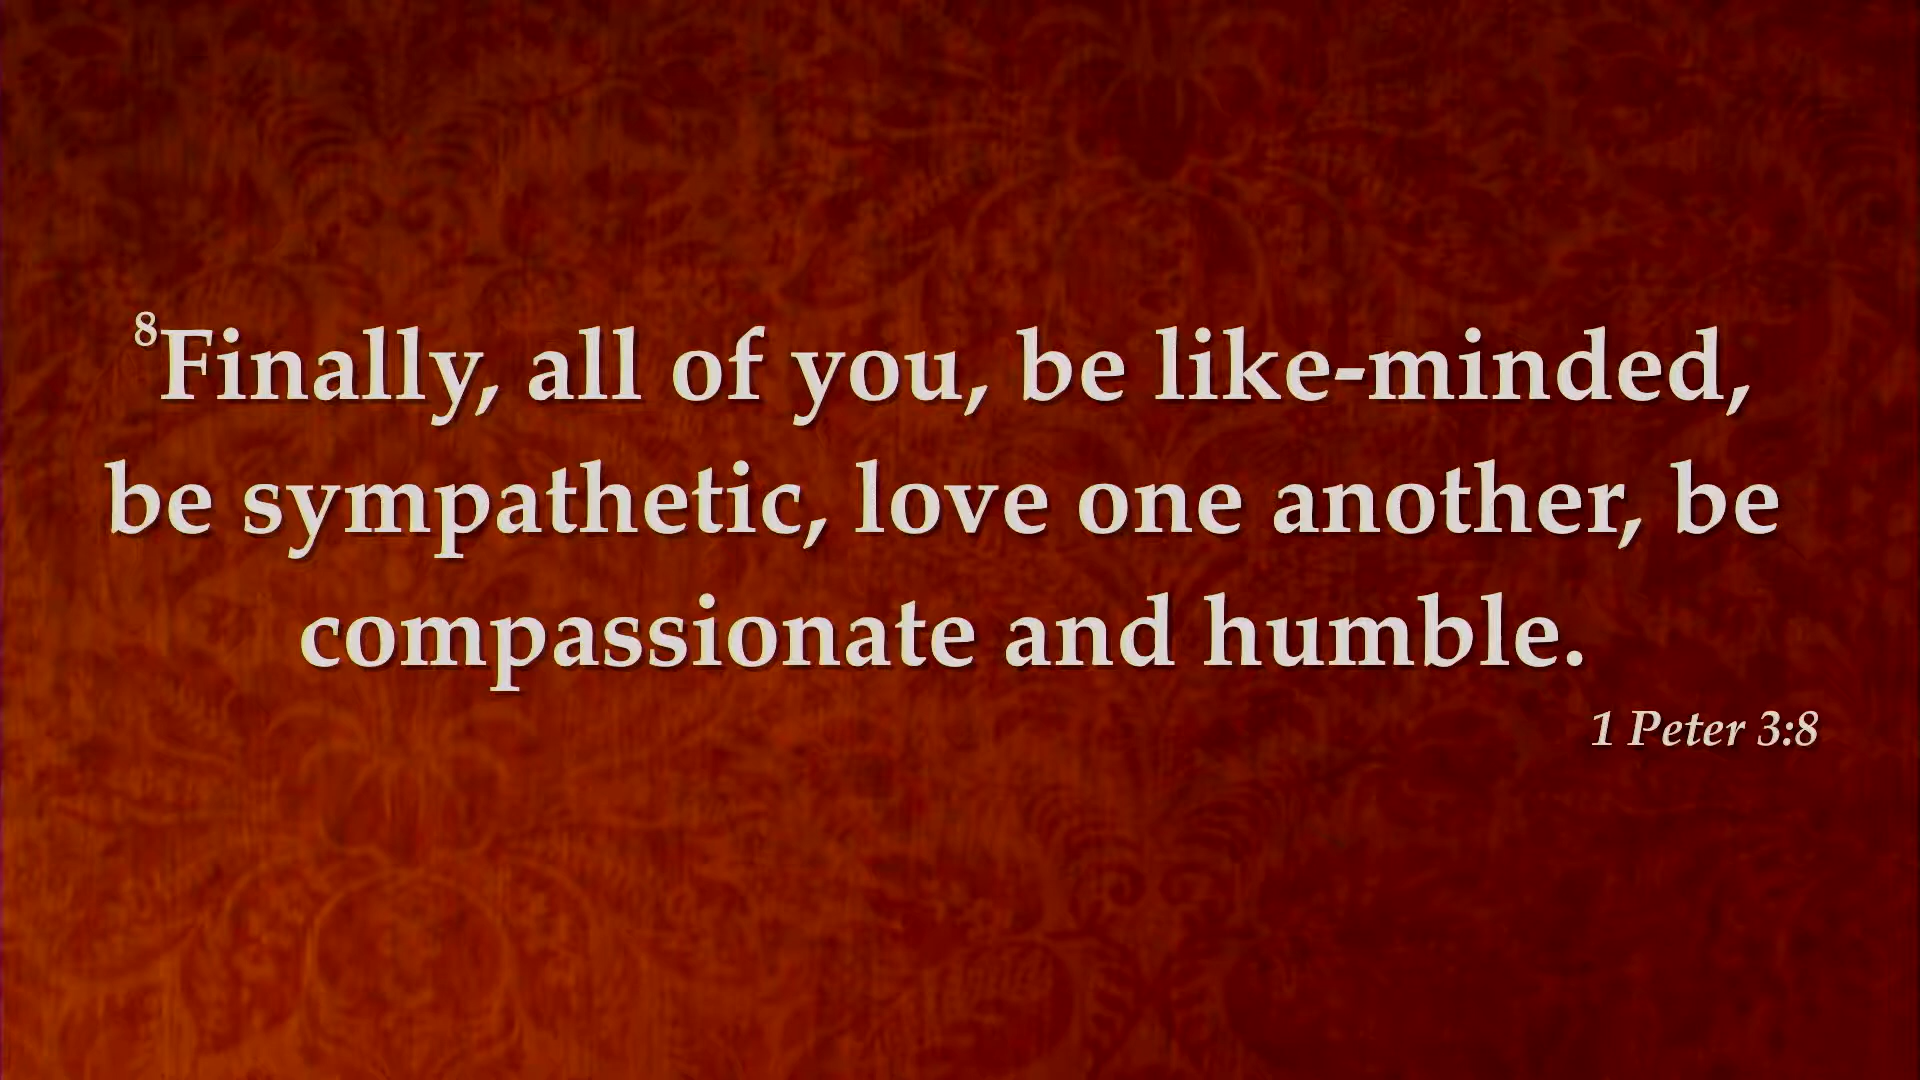 ⁸Finally, all of you, be like-minded,
be sympathetic, love one another, be
compassionate and humble.
1 Peter 3:8